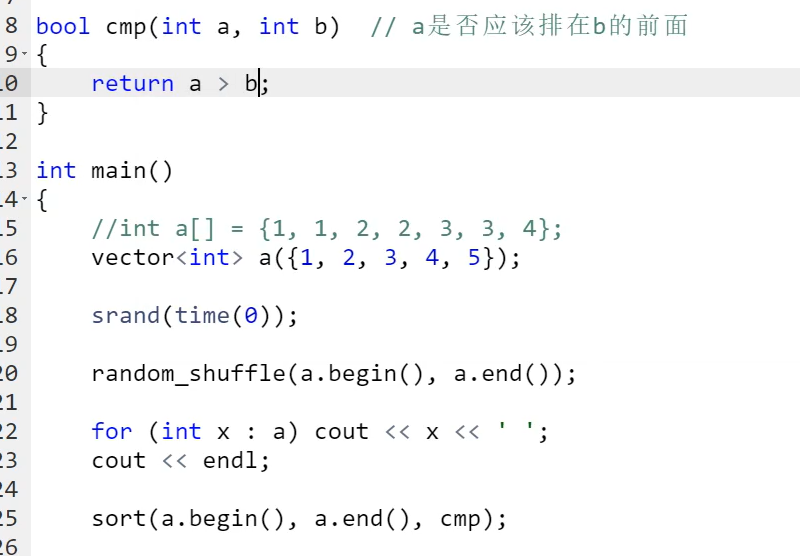 8 bool cmp(int a, int b)  // a是否应该排在b的前面
9 {
10     return a > b;
11 }
12
13 int main()
14 {
15     //int a[] = {1, 1, 2, 2, 3, 3, 4};
16     vector<int> a({1, 2, 3, 4, 5});
17
18     srand(time(0));
19
20     random_shuffle(a.begin(), a.end());
21
22     for (int x : a) cout << x << ' ';
23     cout << endl;
24
25     sort(a.begin(), a.end(), cmp);
26